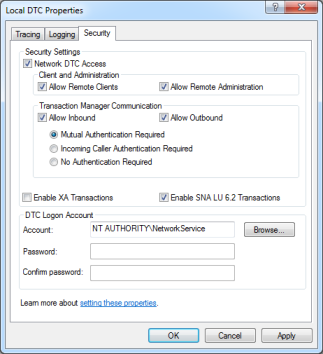 Local DTC Properties
Tracing Logging Security
Security Settings
Network DTC Access
Client and Administration
Allow Remote Clients Allow Remote Administration
Transaction Manager Communication
Allow Inbound Allow Outbound
Mutual Authentication Required
Incoming Caller Authentication Required
No Authentication Required
Enable XA Transactions Enable SNA LU 6.2 Transactions
DTC Logon Account
Account: NT AUTHORITY\NetworkService Browse...
Password:
Confirm password:
Learn more about setting these properties.
OK Cancel Apply